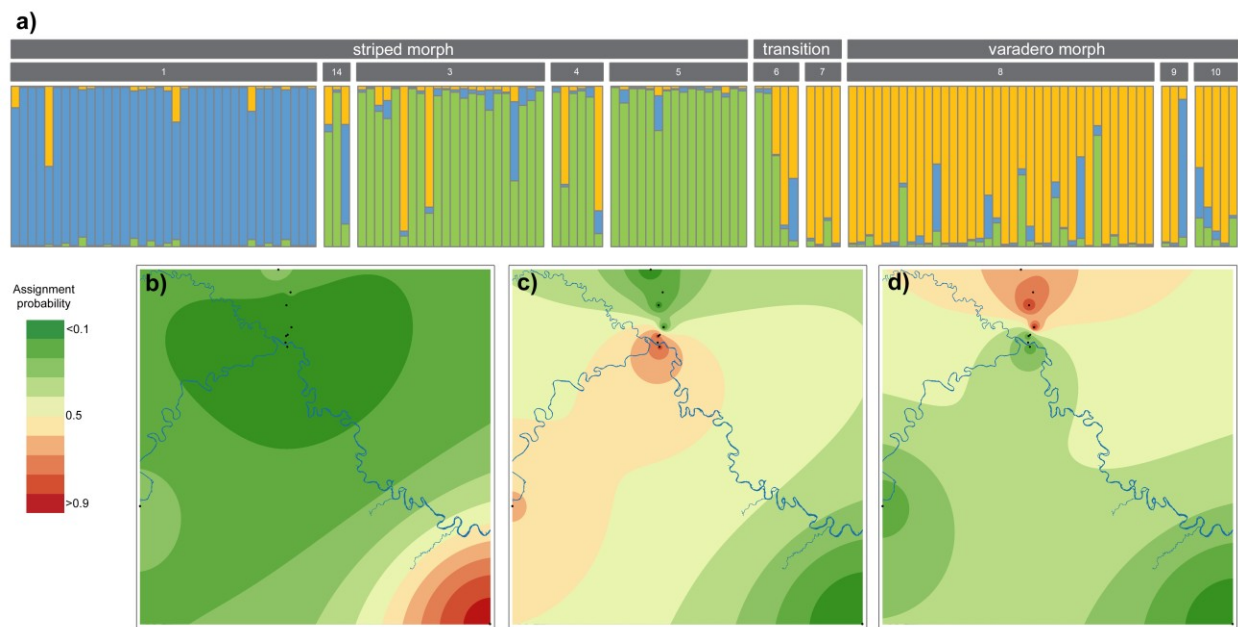 a)
striped morph transition varadero morph
1 14 3 4 5 6 7 8 9 10
b) c) d)
Assignment
probability
<0.1
0.5
>0.9